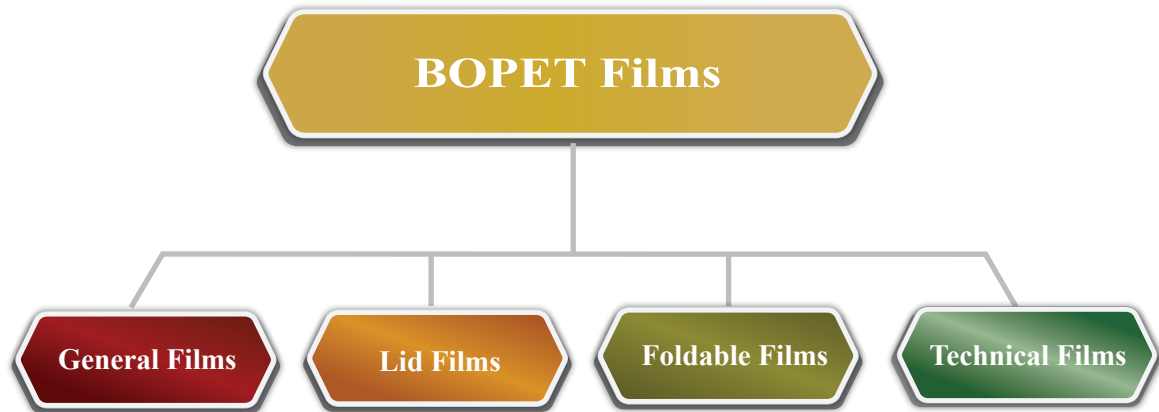 BOPET Films
General Films
Lid Films
Foldable Films
Technical Films